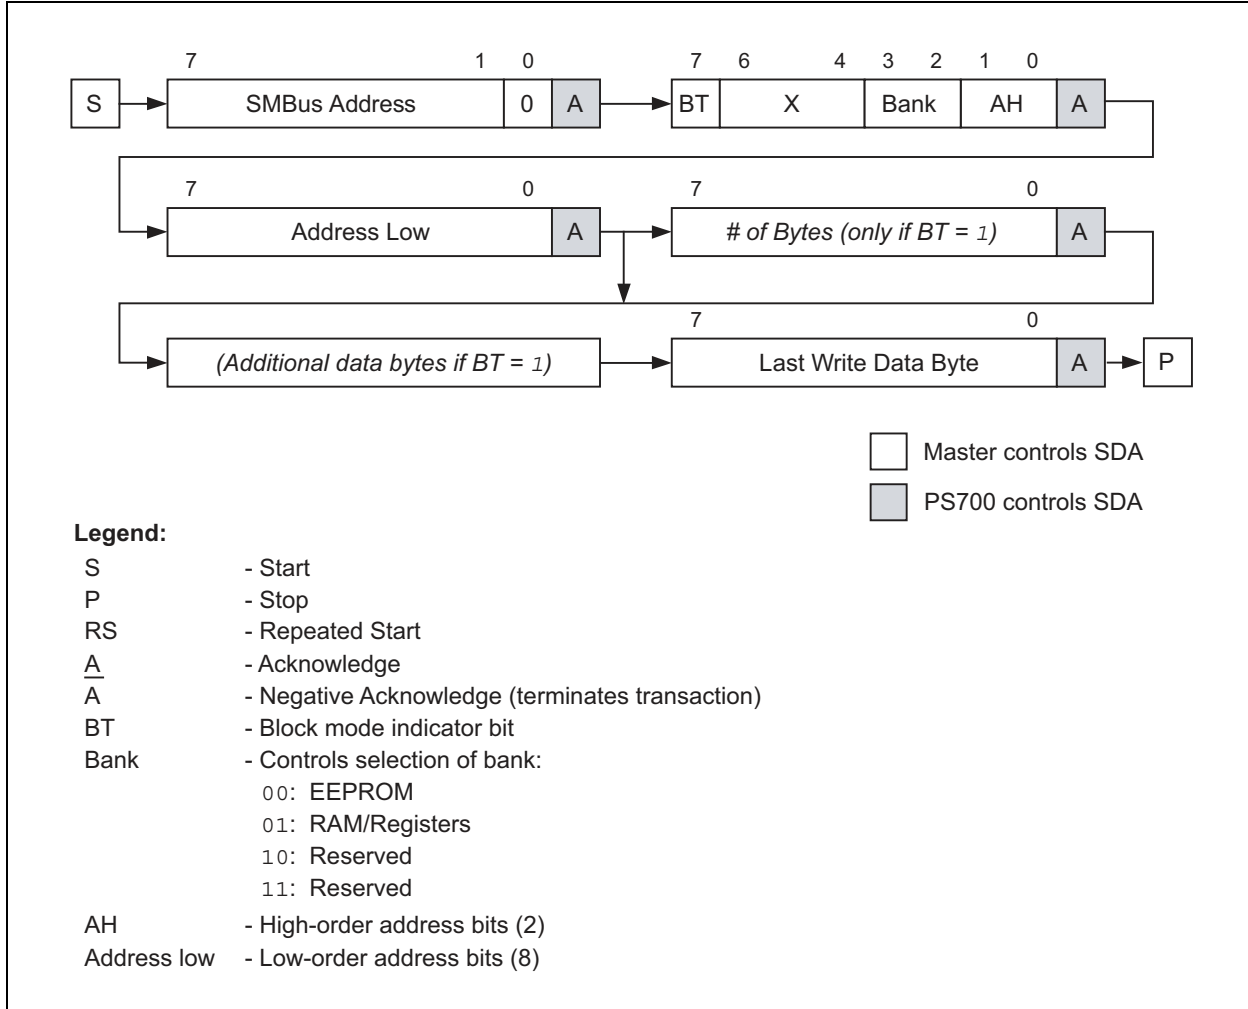 7 1 0 7 6 4 3 2 1 0
S SMBus Address 0 A BT X Bank AH A
7 0 7 0
Address Low A # of Bytes (only if BT = 1) A
7 0
(Additional data bytes if BT = 1) Last Write Data Byte A P
Master controls SDA
PS700 controls SDA
Legend:
S - Start
P - Stop
RS - Repeated Start
A - Acknowledge
A - Negative Acknowledge (terminates transaction)
BT - Block mode indicator bit
Bank - Controls selection of bank:
00: EEPROM
01: RAM/Registers
10: Reserved
11: Reserved
AH - High-order address bits (2)
Address low - Low-order address bits (8)